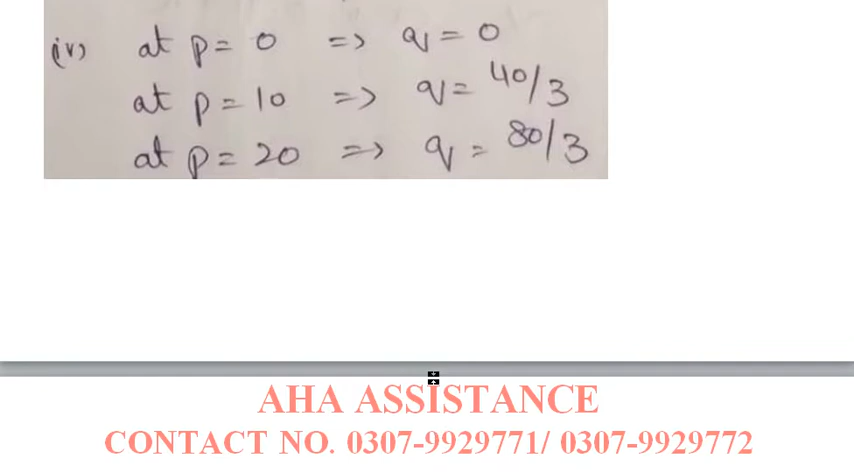 (iv) at p = 0 => q = 0
at p = 10 => q = 40/3
at p = 20 => q = 80/3
AHA ASSISTANCE
CONTACT NO. 0307-9929771/ 0307-9929772